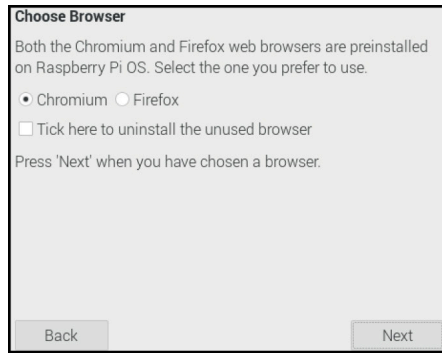 Choose Browser
Both the Chromium and Firefox web browsers are preinstalled
on Raspberry Pi OS. Select the one you prefer to use.
Chromium Firefox
Tick here to uninstall the unused browser
Press 'Next' when you have chosen a browser.
Back Next